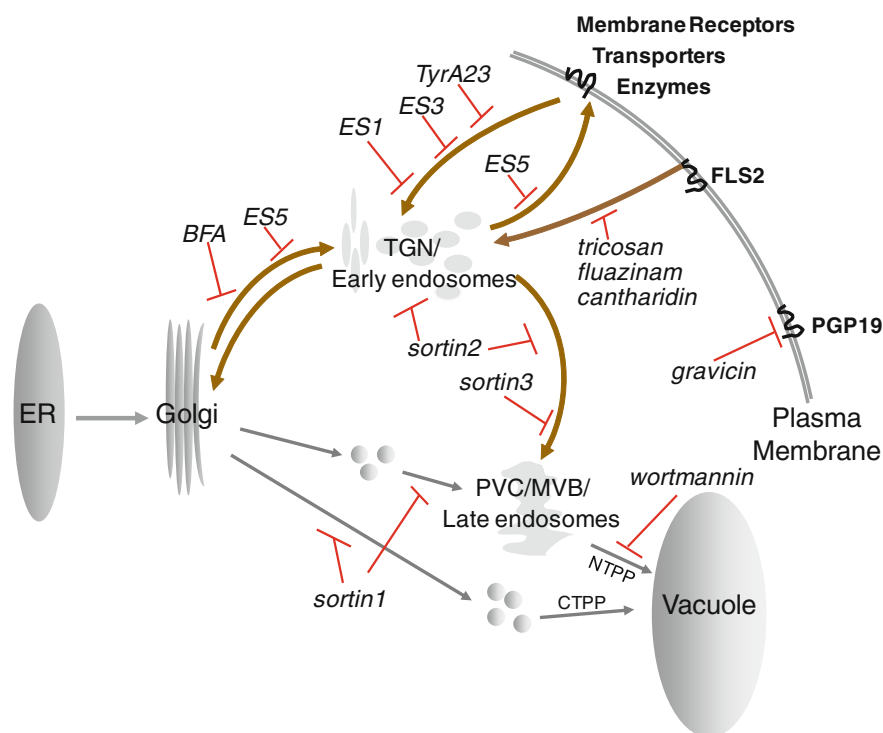 Membrane Receptors
Transporters
Enzymes
TyrA23
ES3
ES1
ES5
FLS2
BFA
ES5
TGN/
Early endosomes
tricosan
fluazinam
cantharidin
PGP19
sortin2
gravicin
sortin3
ER
Golgi
Plasma
Membrane
wortmannin
PVC/MVB/
Late endosomes
NTPP
sortin1
CTPP
Vacuole